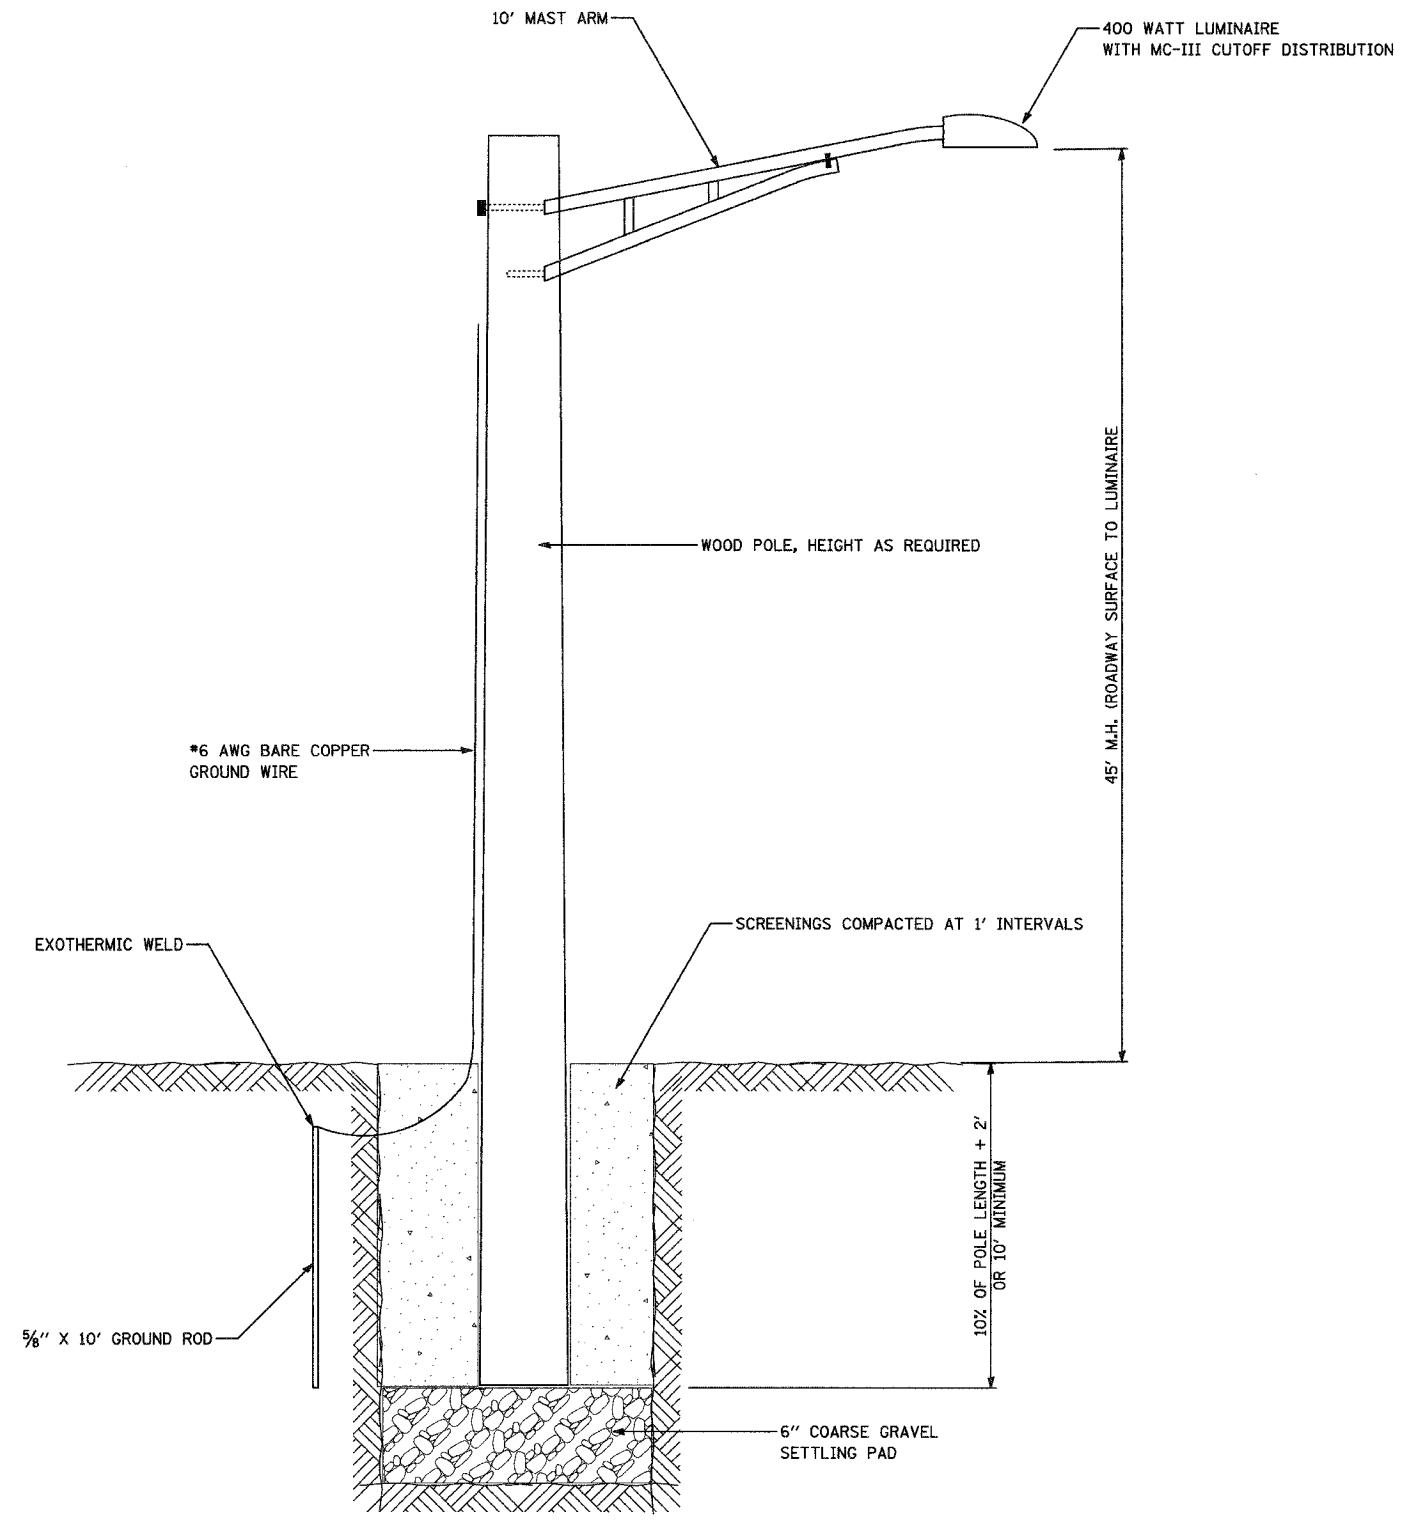 10' MAST ARM
400 WATT LUMINAIRE
WITH MC-III CUTOFF DISTRIBUTION
45' M.H. (ROADWAY SURFACE TO LUMINAIRE
WOOD POLE, HEIGHT AS REQUIRED
#6 AWG BARE COPPER
GROUND WIRE
SCREENINGS COMPACTED AT 1' INTERVALS
EXOTHERMIC WELD
10% OF POLE LENGTH + 2'
OR 10' MINIMUM
⅝" X 10' GROUND ROD
6" COARSE GRAVEL
SETTLING PAD